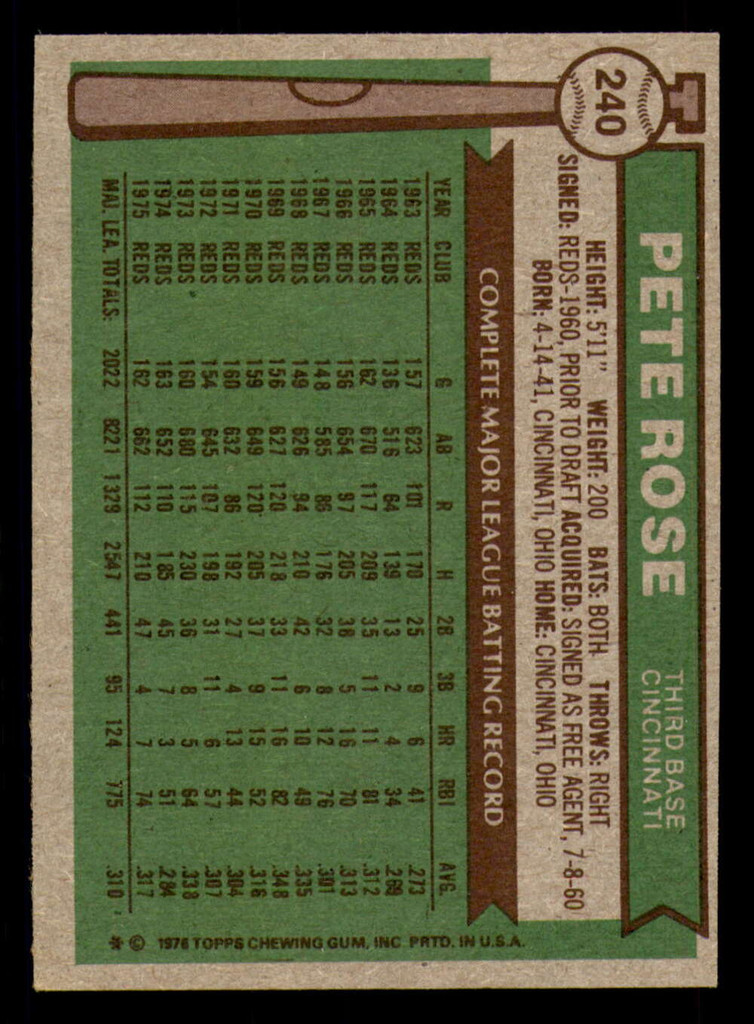 240
PETE ROSE
THIRD BASE
CINCINNATI
HEIGHT: 5'11" WEIGHT: 200 BATS: BOTH THROWS: RIGHT
SIGNED: REDS-1960, PRIOR TO DRAFT ACQUIRED: SIGNED AS FREE AGENT, 7-8-60
BORN: 4-14-41, CINCINNATI, OHIO HOME: CINCINNATI, OHIO
COMPLETE MAJOR LEAGUE BATTING RECORD
YEAR CLUB G AB R H 2B 3B HR RBI AVG.
1963 REDS 157 623 101 170 25 9 6 41 .273
1964 REDS 136 516 64 139 13 2 4 34 .269
1965 REDS 162 670 117 209 35 11 11 81 .312
1966 REDS 156 654 97 205 38 5 16 70 .313
1967 REDS 148 585 86 176 32 8 12 76 .301
1968 REDS 149 626 94 210 42 6 10 49 .335
1969 REDS 156 627 120 218 33 11 16 82 .348
1970 REDS 159 649 120 205 37 9 15 52 .316
1971 REDS 160 632 86 192 27 4 13 44 .304
1972 REDS 154 645 107 198 31 11 6 57 .307
1973 REDS 160 680 115 230 36 8 5 64 .338
1974 REDS 163 652 110 185 45 7 3 51 .284
1975 REDS 162 662 112 210 47 4 7 74 .317
MAJ. LEA. TOTALS: 2022 8221 1329 2547 441 95 124 775 .310
* © 1976 TOPPS CHEWING GUM, INC. PRTD. IN U.S.A.